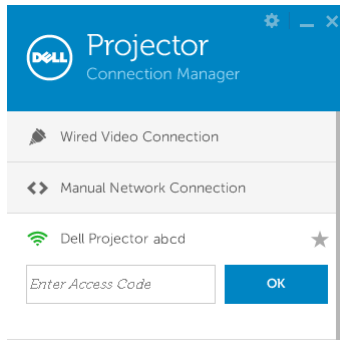 DELL
Projector
Connection Manager
Wired Video Connection
Manual Network Connection
Dell Projector abcd
Enter Access Code
OK